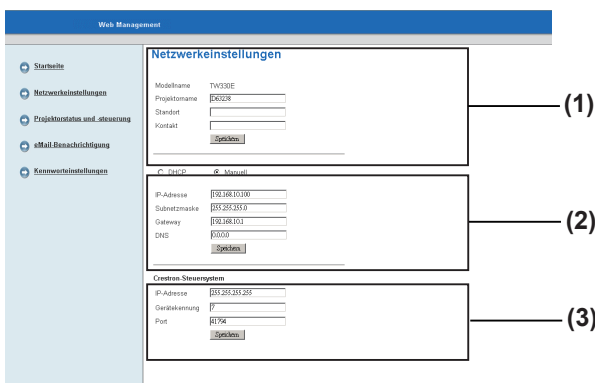 Web Management
Startseite
Netzwerkeinstellungen
Projektorstatus und -steuerung
eMail-Benachrichtigung
Kennworteinstellungen
Netzwerkeinstellungen
Modellname TW330E
Projektorname D63238
Standort
Kontakt
Speichern
(1)
DHCP Manuell
IP-Adresse 192.168.10.100
Subnetzmaske 255.255.255.0
Gateway 192.168.10.1
DNS 0.0.0.0
Speichern
(2)
Crestron-Steuersystem
IP-Adresse 255.255.255.255
Gerätekennung 7
Port 41794
Speichern
(3)